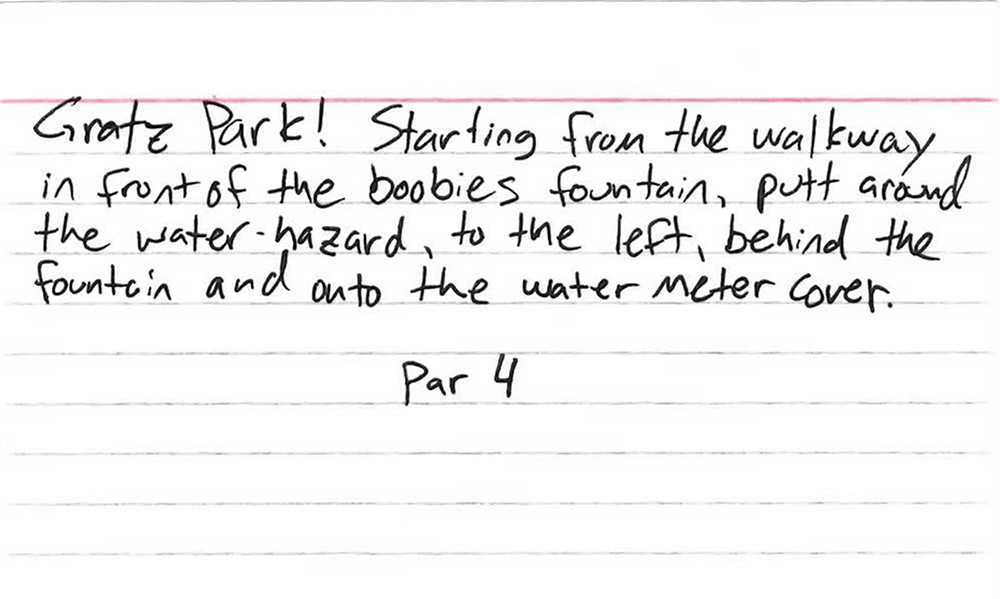 Gratz Park! Starting from the walkway
in front of the boobies fountain, putt around
the water-hazard, to the left, behind the
fountain and onto the water meter cover.
Par 4